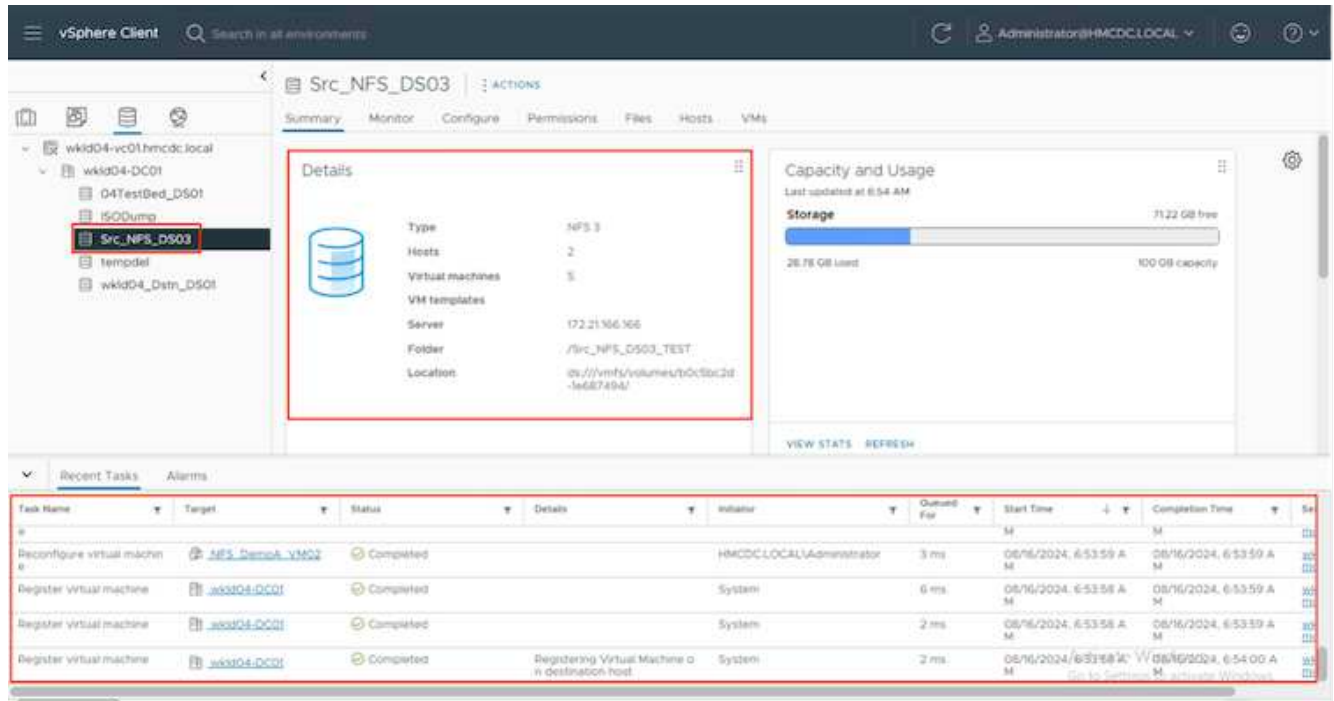 vSphere Client
Search in all environments
Administrator@HMCDC.LOCAL
Src_NFS_DS03
ACTIONS
Summary Monitor Configure Permissions Files Hosts VMs
wkld04-vc01.hmcdc.local
wkld04-DC01
04TestBed_DS01
ISODump
Src_NFS_DS03
tempdel
wkld04_Dstn_DS01
Details
Type NFS 3
Hosts 2
Virtual machines 5
VM templates
Server 172.21.166.166
Folder /Src_NFS_DS03_TEST
Location ds:///vmfs/volumes/b0c5bc2d
-1e687494/
Capacity and Usage
Last updated at 6:54 AM
Storage 71.22 GB free
28.78 GB used 100 GB capacity
VIEW STATS REFRESH
Recent Tasks Alarms
Task Name Target Status Details Initiator Queued For Start Time Completion Time Se
e M M
Reconfigure virtual machin
e NFS_DemoA_VM02 Completed HMCDC.LOCAL\Administrator 3 ms 08/16/2024, 6:53:59 A
M 08/16/2024, 6:53:59 A
M
Register virtual machine wkld04-DC01 Completed System 6 ms 08/16/2024, 6:53:58 A
M 08/16/2024, 6:53:59 A
M
Register virtual machine wkld04-DC01 Completed System 2 ms 08/16/2024, 6:53:58 A
M 08/16/2024, 6:53:59 A
M
Register virtual machine wkld04-DC01 Completed Registering Virtual Machine o
n destination host System 2 ms 08/16/2024, 6:53:58 A
M 08/16/2024, 6:54:00 A
M
Activate Windows
Go to Settings to activate Windows.